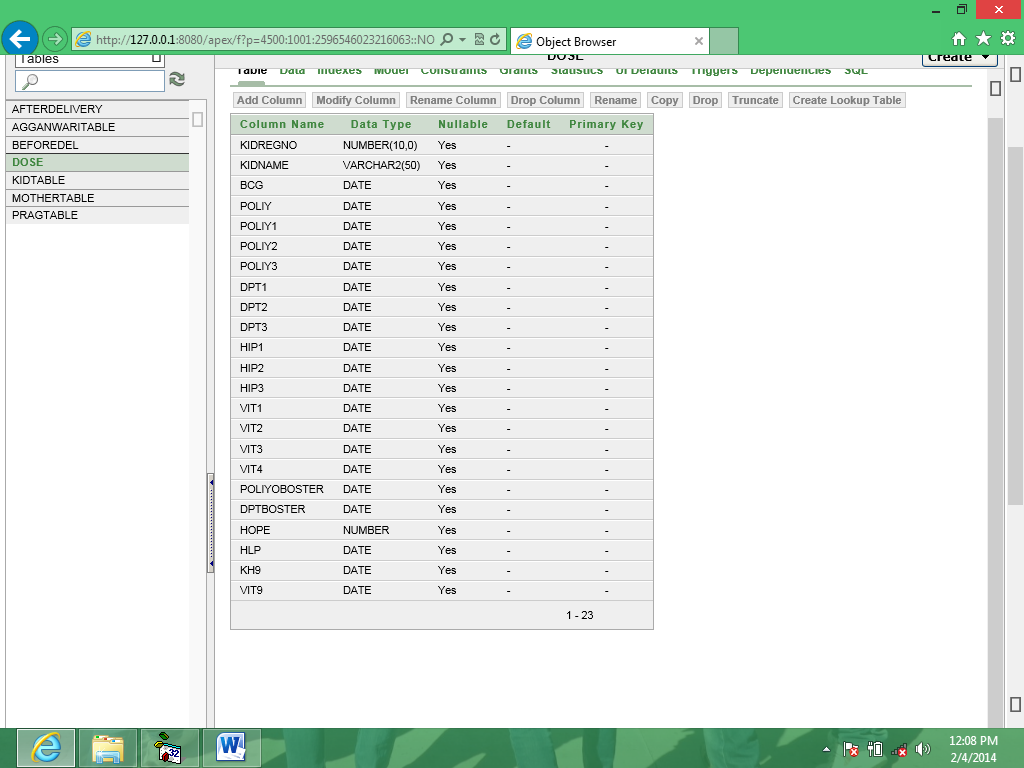 http://127.0.0.1:8080/apex/f?p=4500:1001:2596546023216063::NO
Object Browser
Tables
DOSE
Create
Table Data Indexes Model Constraints Grants Statistics UI Defaults Triggers Dependencies SQL
Add Column Modify Column Rename Column Drop Column Rename Copy Drop Truncate Create Lookup Table
AFTERDELIVERY
AGGANWARITABLE
BEFOREDEL
DOSE
KIDTABLE
MOTHERTABLE
PRAGTABLE
Column Name Data Type Nullable Default Primary Key
KIDREGNO NUMBER(10,0) Yes - -
KIDNAME VARCHAR2(50) Yes - -
BCG DATE Yes - -
POLIY DATE Yes - -
POLIY1 DATE Yes - -
POLIY2 DATE Yes - -
POLIY3 DATE Yes - -
DPT1 DATE Yes - -
DPT2 DATE Yes - -
DPT3 DATE Yes - -
HIP1 DATE Yes - -
HIP2 DATE Yes - -
HIP3 DATE Yes - -
VIT1 DATE Yes - -
VIT2 DATE Yes - -
VIT3 DATE Yes - -
VIT4 DATE Yes - -
POLIYOBOSTER DATE Yes - -
DPTBOSTER DATE Yes - -
HOPE NUMBER Yes - -
HLP DATE Yes - -
KH9 DATE Yes - -
VIT9 DATE Yes - -
1 - 23
32
W
12:08 PM
2/4/2014